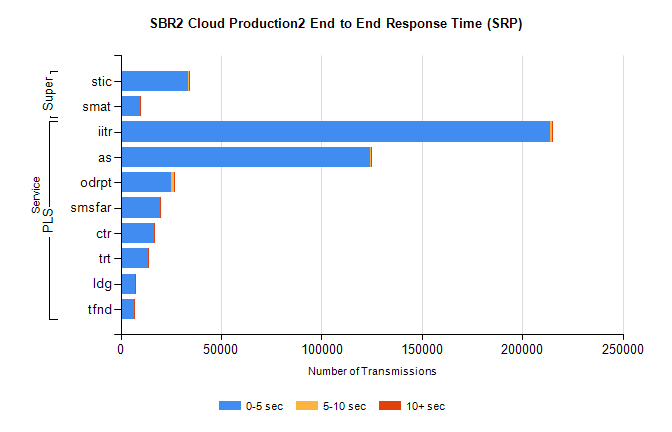 SBR2 Cloud Production2 End to End Response Time (SRP)
Service
Super
PLS
stic
smat
iitr
as
odrpt
smsfar
ctr
trt
ldg
tfnd
0 50000 100000 150000 200000 250000
Number of Transmissions
0-5 sec 5-10 sec 10+ sec